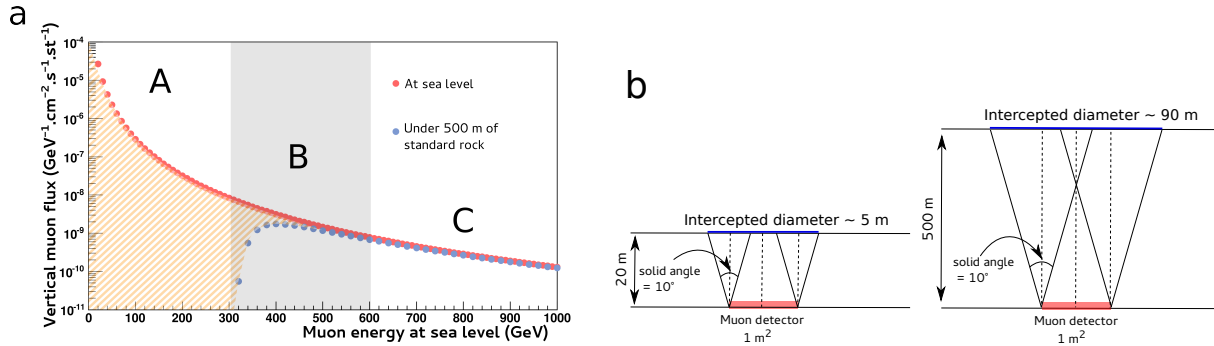 a
Vertical muon flux (GeV⁻¹.cm⁻².s⁻¹.st⁻¹)
10⁻⁴
10⁻⁵
10⁻⁶
10⁻⁷
10⁻⁸
10⁻⁹
10⁻¹⁰
10⁻¹¹
A
B
C
At sea level
Under 500 m of
standard rock
0 100 200 300 400 500 600 700 800 900 1000
Muon energy at sea level (GeV)
b
Intercepted diameter ~ 5 m
20 m
solid angle
= 10°
Muon detector
1 m²
Intercepted diameter ~ 90 m
500 m
solid angle
= 10°
Muon detector
1 m²